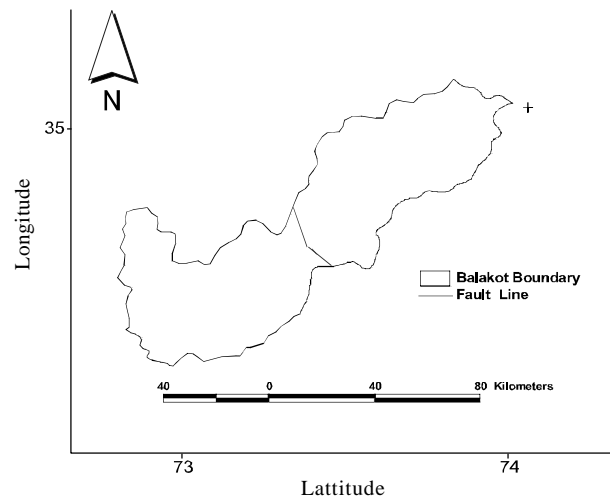 N
35
Longitude
Balakot Boundary
Fault Line
40 0 40 80 Kilometers
73 74
Lattitude